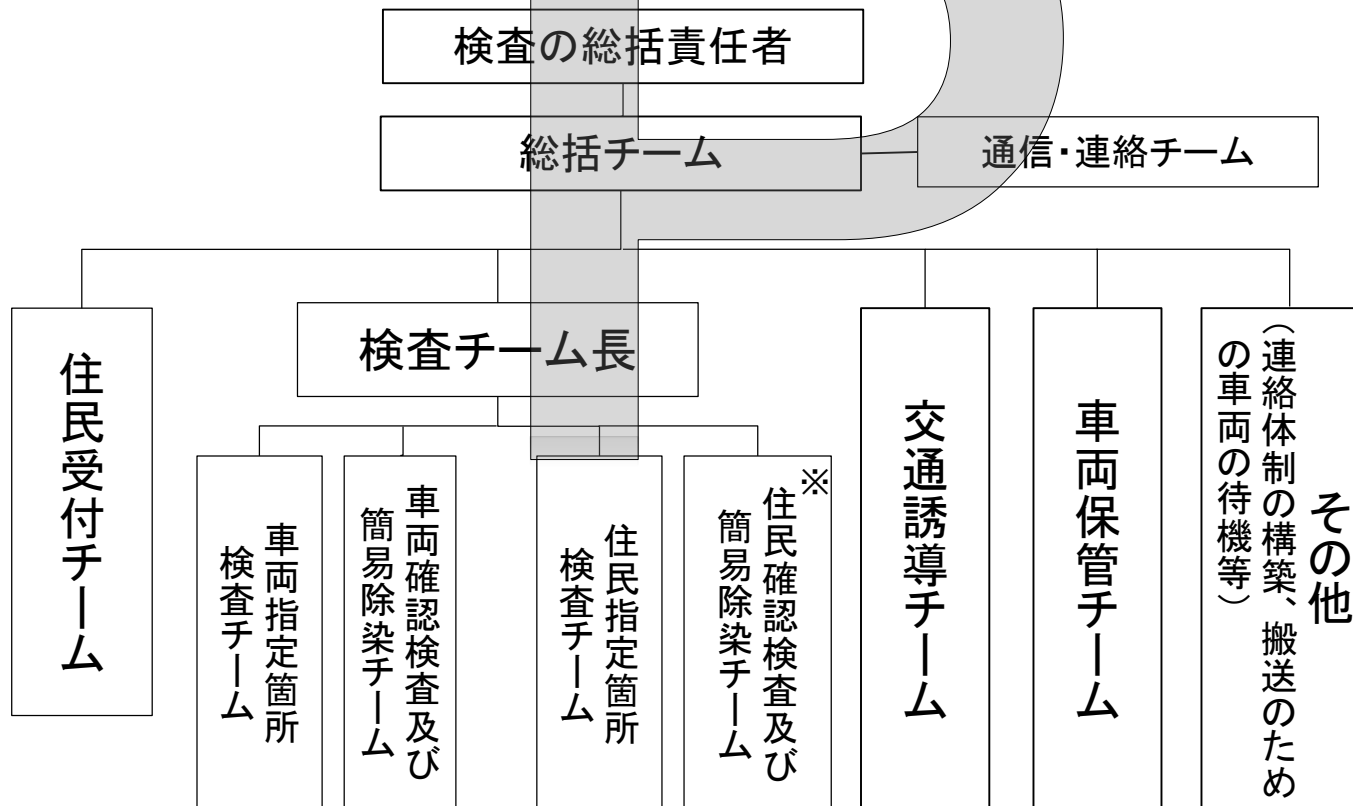 検査の総括責任者
総括チーム
通信・連絡チーム
住民受付チーム
検査チーム長
車両指定箇所
検査チーム
車両確認検査及び
簡易除染チーム
住民指定箇所
検査チーム
※
住民確認検査及び
簡易除染チーム
交通誘導チーム
車両保管チーム
その他
（連絡体制の構築、搬送のため
の車両の待機等）